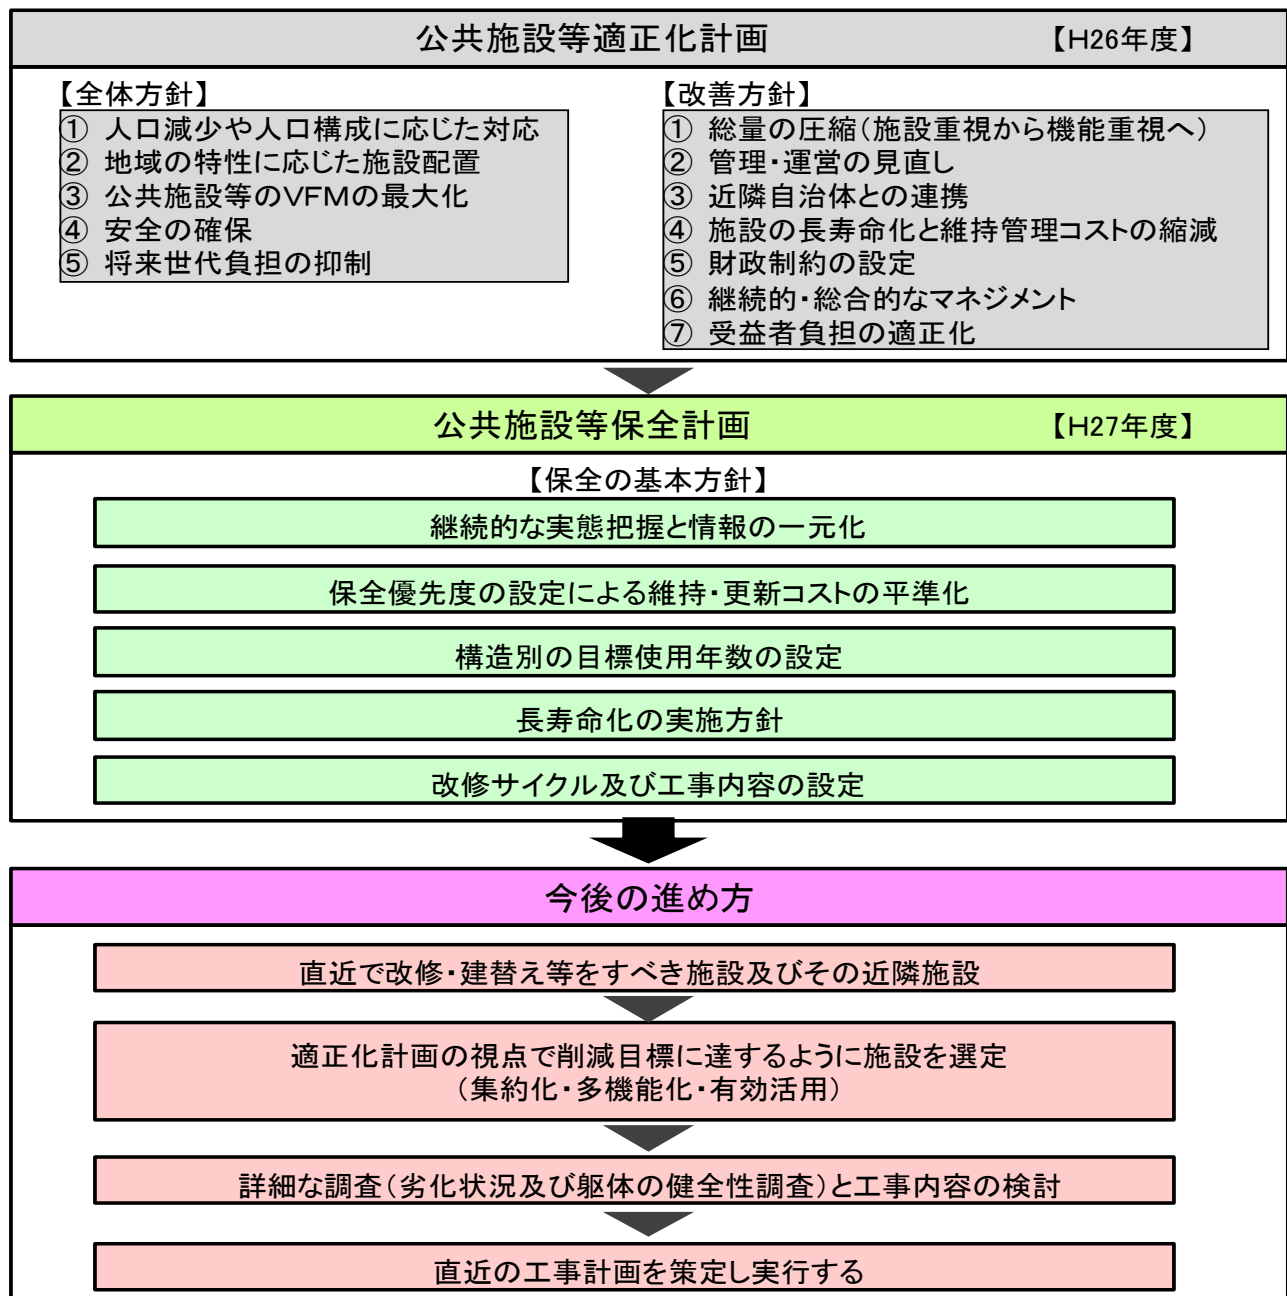 公共施設等適正化計画 【H26年度】
【全体方針】
① 人口減少や人口構成に応じた対応
② 地域の特性に応じた施設配置
③ 公共施設等のVFMの最大化
④ 安全の確保
⑤ 将来世代負担の抑制
【改善方針】
① 総量の圧縮(施設重視から機能重視へ)
② 管理・運営の見直し
③ 近隣自治体との連携
④ 施設の長寿命化と維持管理コストの縮減
⑤ 財政制約の設定
⑥ 継続的・総合的なマネジメント
⑦ 受益者負担の適正化
公共施設等保全計画 【H27年度】
【保全の基本方針】
継続的な実態把握と情報の一元化
保全優先度の設定による維持・更新コストの平準化
構造別の目標使用年数の設定
長寿命化の実施方針
改修サイクル及び工事内容の設定
今後の進め方
直近で改修・建替え等をすべき施設及びその近隣施設
適正化計画の視点で削減目標に達するように施設を選定
(集約化・多機能化・有効活用)
詳細な調査(劣化状況及び躯体の健全性調査)と工事内容の検討
直近の工事計画を策定し実行する